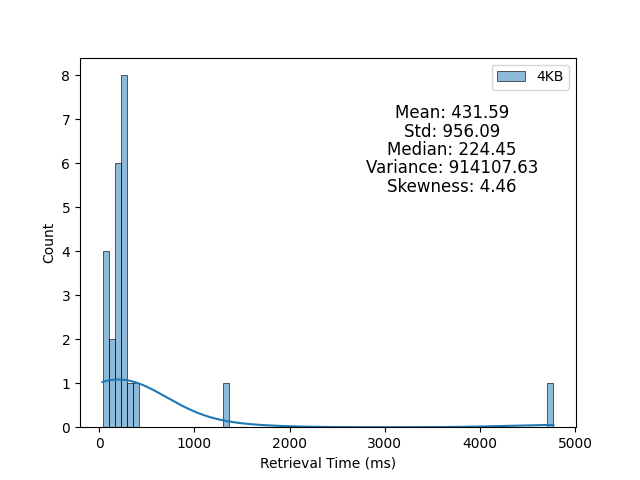 4KB
Mean: 431.59
Std: 956.09
Median: 224.45
Variance: 914107.63
Skewness: 4.46
8
7
6
5
4
3
2
1
0
Count
0 1000 2000 3000 4000 5000
Retrieval Time (ms)